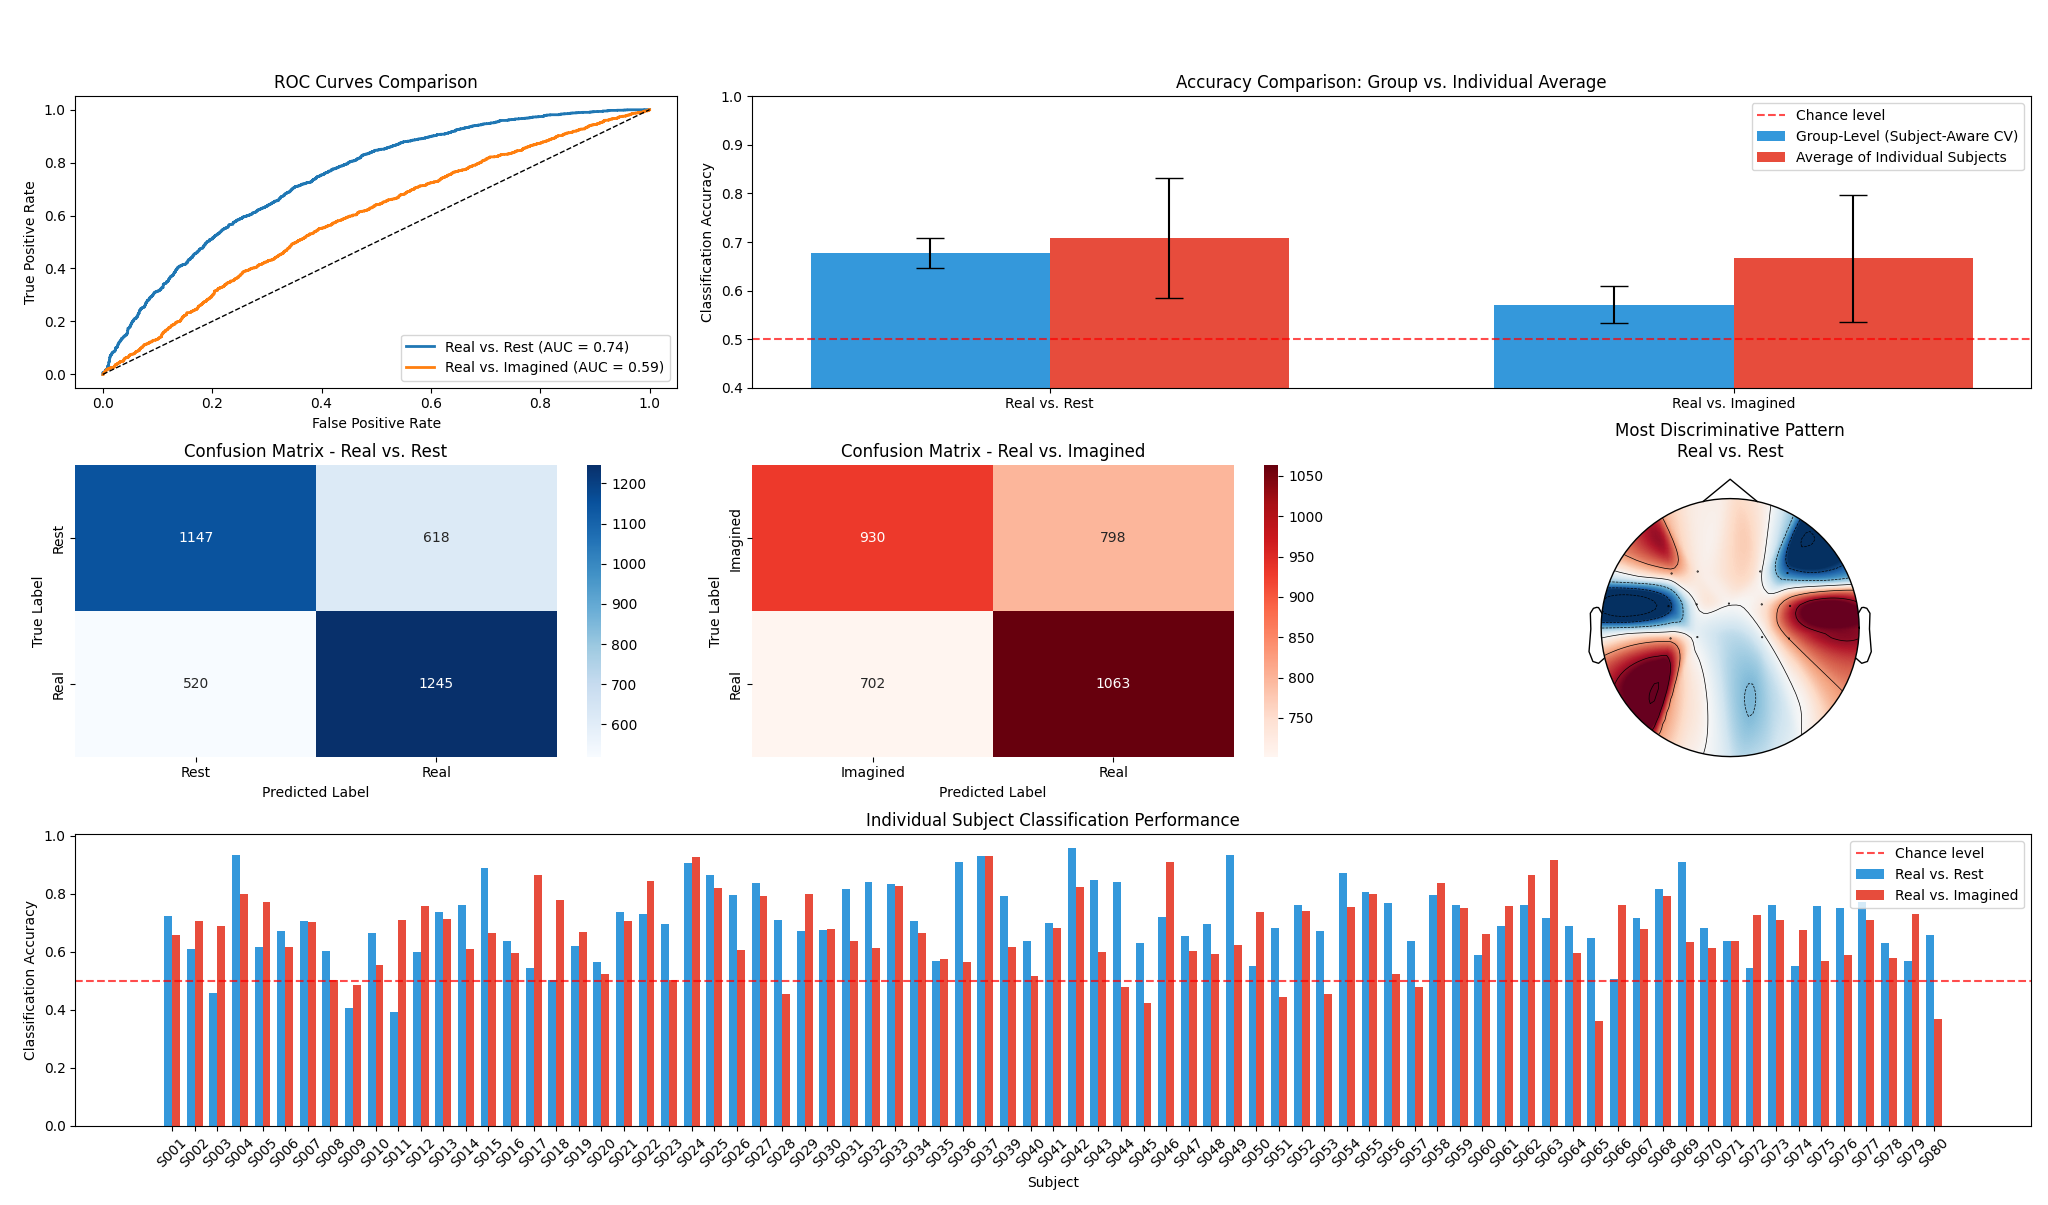 ROC Curves Comparison
True Positive Rate
1.0
0.8
0.6
0.4
0.2
0.0
Real vs. Rest (AUC = 0.74)
Real vs. Imagined (AUC = 0.59)
0.0 0.2 0.4 0.6 0.8 1.0
False Positive Rate
Accuracy Comparison: Group vs. Individual Average
Classification Accuracy
1.0
0.9
0.8
0.7
0.6
0.5
0.4
Chance level
Group-Level (Subject-Aware CV)
Average of Individual Subjects
Real vs. Rest Real vs. Imagined
Confusion Matrix - Real vs. Rest
True Label
Rest
Real
1147 618
520 1245
Rest Real
Predicted Label
1200
1100
1000
900
800
700
600
Confusion Matrix - Real vs. Imagined
True Label
Imagined
Real
930 798
702 1063
Imagined Real
Predicted Label
1050
1000
950
900
850
800
750
Most Discriminative Pattern
Real vs. Rest
Individual Subject Classification Performance
Classification Accuracy
1.0
0.8
0.6
0.4
0.2
0.0
Chance level
Real vs. Rest
Real vs. Imagined
S001 S002 S003 S004 S005 S006 S007 S008 S009 S010 S011 S012 S013 S014 S015 S016 S017 S018 S019 S020 S021 S022 S023 S024 S025 S026 S027 S028 S029 S030 S031 S032 S033 S034 S035 S036 S037 S039 S040 S041 S042 S043 S044 S045 S046 S047 S048 S049 S050 S051 S052 S053 S054 S055 S056 S057 S058 S059 S060 S061 S062 S063 S064 S065 S066 S067 S068 S069 S070 S071 S072 S073 S074 S075 S076 S077 S078 S079 S080
Subject